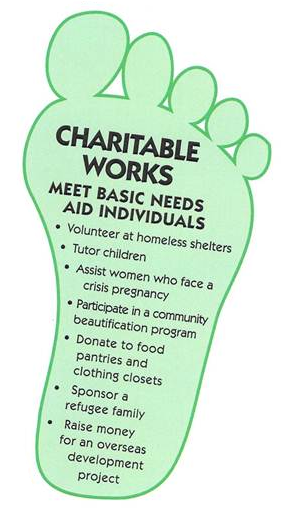 CHARITABLE
WORKS
MEET BASIC NEEDS
AID INDIVIDUALS
• Volunteer at homeless shelters
• Tutor children
• Assist women who face a
crisis pregnancy
• Participate in a community
beautification program
• Donate to food
pantries and
clothing closets
• Sponsor a
refugee family
• Raise money
for an overseas
development
project